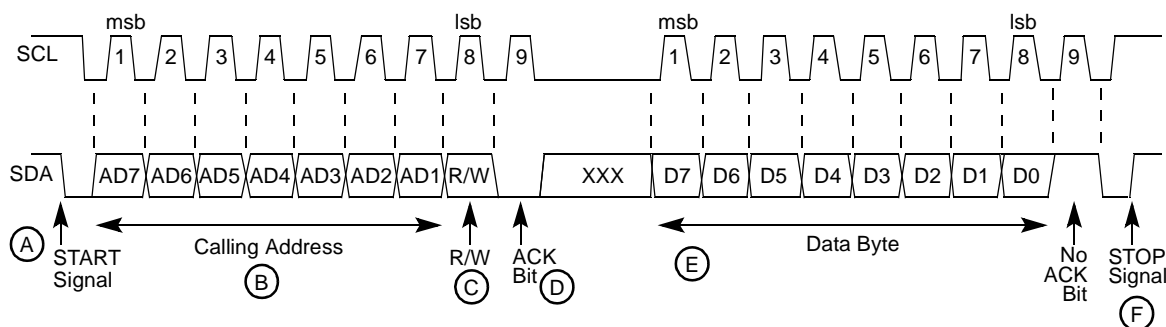 msb lsb msb lsb
SCL 1 2 3 4 5 6 7 8 9 1 2 3 4 5 6 7 8 9
SDA AD7 AD6 AD5 AD4 AD3 AD2 AD1 R/W XXX D7 D6 D5 D4 D3 D2 D1 D0
A START Signal
Calling Address
B
R/W
C
ACK
Bit D
E
Data Byte
No
ACK
Bit
STOP
Signal
F